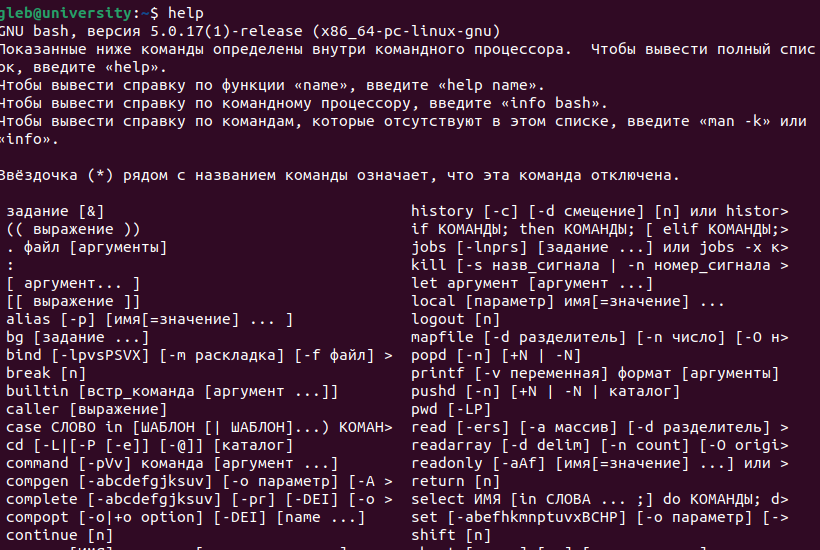 gleb@university:~$ help
GNU bash, версия 5.0.17(1)-release (x86_64-pc-linux-gnu)
Показанные ниже команды определены внутри командного процессора.  Чтобы вывести полный спис
ок, введите «help».
Чтобы вывести справку по функции «name», введите «help name».
Чтобы вывести справку по командному процессору, введите «info bash».
Чтобы вывести справку по командам, которые отсутствуют в этом списке, введите «man -k» или
«info».
Звёздочка (*) рядом с названием команды означает, что эта команда отключена.
задание [&]
(( выражение ))
. файл [аргументы]
:
[ аргумент... ]
[[ выражение ]]
alias [-p] [имя[=значение] ... ]
bg [задание ...]
bind [-lpvsPSVX] [-m раскладка] [-f файл] >
break [n]
builtin [встр_команда [аргумент ...]]
caller [выражение]
case СЛОВО in [ШАБЛОН [| ШАБЛОН]...) КОМАН>
cd [-L|[-P [-e]] [-@]] [каталог]
command [-pVv] команда [аргумент ...]
compgen [-abcdefgjksuv] [-o параметр] [-A >
complete [-abcdefgjksuv] [-pr] [-DEI] [-o >
compopt [-o|+o option] [-DEI] [name ...]
continue [n]
history [-c] [-d смещение] [n] или histor>
if КОМАНДЫ; then КОМАНДЫ; [ elif КОМАНДЫ;>
jobs [-lnprs] [задание ...] или jobs -x к>
kill [-s назв_сигнала | -n номер_сигнала >
let аргумент [аргумент ...]
local [параметр] имя[=значение] ...
logout [n]
mapfile [-d разделитель] [-n число] [-O н>
popd [-n] [+N | -N]
printf [-v переменная] формат [аргументы]
pushd [-n] [+N | -N | каталог]
pwd [-LP]
read [-ers] [-a массив] [-d разделитель] >
readarray [-d delim] [-n count] [-O origi>
readonly [-aAf] [имя[=значение] ...] или >
return [n]
select ИМЯ [in СЛОВА ... ;] do КОМАНДЫ; d>
set [-abefhkmnptuvxBCHP] [-o параметр] [->
shift [n]